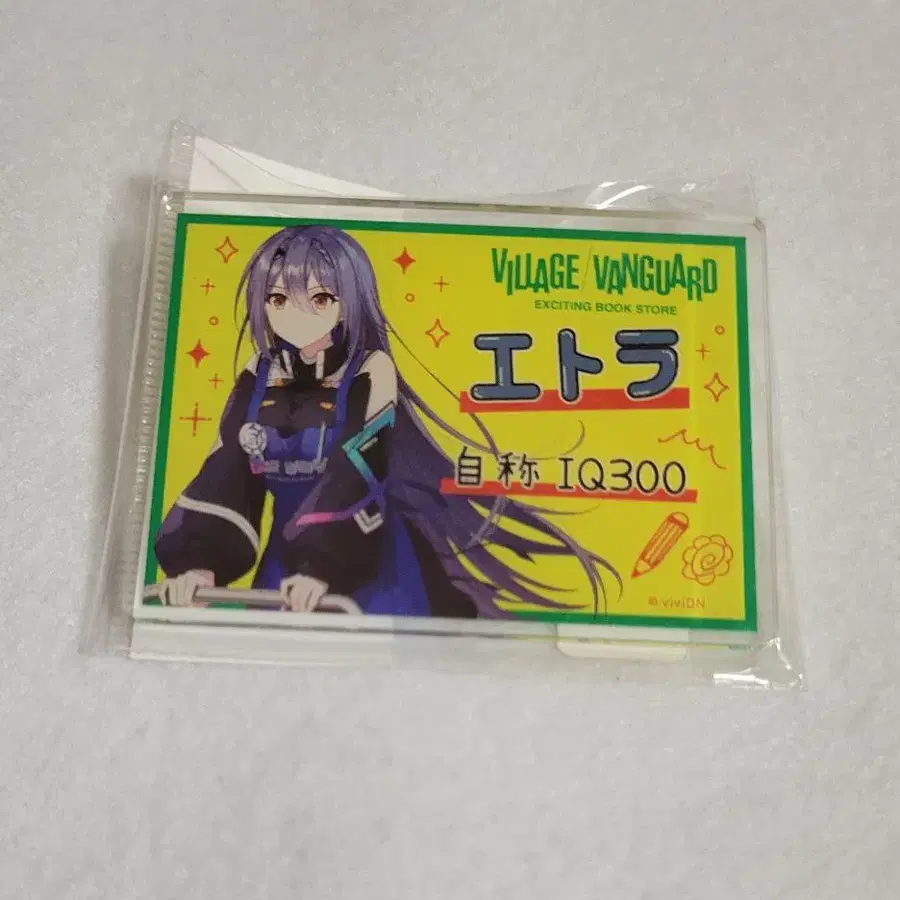 VILLAGE/VANGUARD
EXCITING BOOK STORE
エトラ
自称 IQ300
© viviON